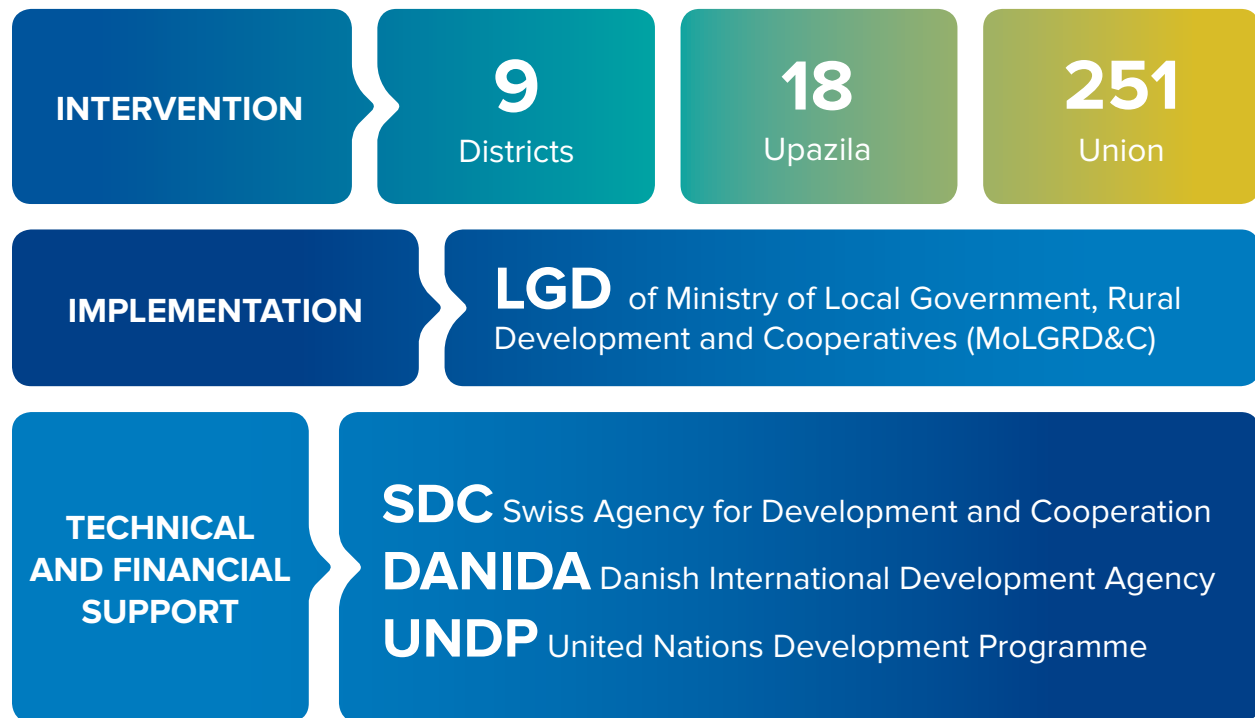 INTERVENTION
9
Districts
18
Upazila
251
Union
IMPLEMENTATION
LGD of Ministry of Local Government, Rural
Development and Cooperatives (MoLGRD&C)
TECHNICAL
AND FINANCIAL
SUPPORT
SDC Swiss Agency for Development and Cooperation
DANIDA Danish International Development Agency
UNDP United Nations Development Programme